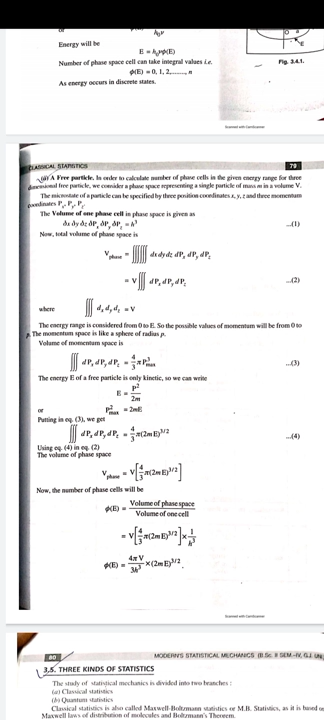 or
h₀ν
Energy will be
E = h₀νφ(E)
Number of phase space cell can take integral values i.e.
φ(E) = 0, 1, 2,........, n
Fig. 3.4.1.
E
As energy occurs in discrete states.
Scanned with CamScanner
CLASSICAL STATISTICS 79
A Free particle. In order to calculate number of phase cells in the given energy range for three
dimensional free particle, we consider a phase space representing a single particle of mass m in a volume V.
The microstate of a particle can be specified by three position coordinates x, y, z and three momentum
coordinates Pₓ, Pᵧ, P_z.
The Volume of one phase cell in phase space is given as
δx δy δz δPₓ δPᵧ δP_z = h³ ...(1)
Now, total volume of phase space is
V_phase = ∫∫∫∫∫∫ dx dy dz dPₓ dPᵧ dP_z
= V ∫∫∫ dPₓ dPᵧ dP_z ...(2)
where ∫∫∫ dₓ dᵧ d_z = V
The energy range is considered from 0 to E. So the possible values of momentum will be from 0 to
p. The momentum space is like a sphere of radius p.
Volume of momentum space is
∫∫∫ dPₓ dPᵧ dP_z = 4/3 π P³_max ...(3)
The energy E of a free particle is only kinetic, so we can write
E = P²/2m
or P²_max = 2mE
Putting in eq. (3), we get
∫∫∫ dPₓ dPᵧ dP_z = 4/3 π(2mE)^3/2 ...(4)
Using eq. (4) in eq. (2)
The volume of phase space
V_phase = V[4/3 π(2mE)^3/2]
Now, the number of phase cells will be
φ(E) = Volume of phase space / Volume of one cell
= V[4/3 π(2mE)^3/2] × 1/h³
φ(E) = 4πV/3h³ × (2mE)^3/2.
Scanned with CamScanner
80 MODERN'S STATISTICAL MECHANICS (B.Sc. II SEM.-IV, G.J. UN
3.5. THREE KINDS OF STATISTICS
The study of statistical mechanics is divided into two branches :
(a) Classical statistics
(b) Quantum statistics
Classical statistics is also called Maxwell-Boltzmann statistics or M.B. Statistics, as it is based o
Maxwell laws of distribution of molecules and Boltzmann's Theorem